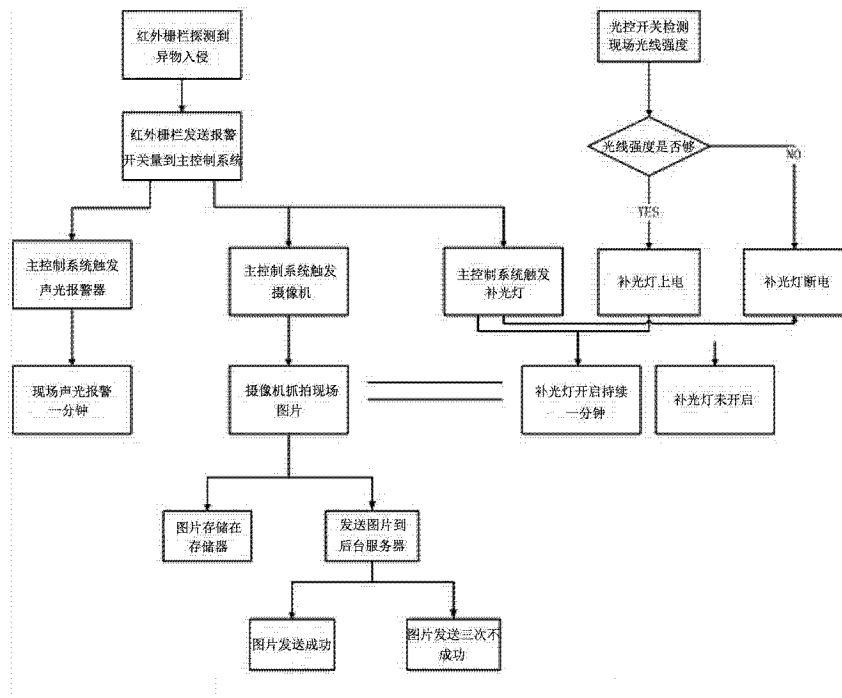 红外栅栏探测到
异物入侵
光控开关检测
现场光线强度
红外栅栏发送报警
开关量到主控制系统
光线强度是否够
NO
YES
主控制系统触发
声光报警器
主控制系统触发
摄像机
主控制系统触发
补光灯
补光灯上电
补光灯断电
现场声光报警
一分钟
摄像机抓拍现场
图片
补光灯开启持续
一分钟
补光灯未开启
图片存储在
存储器
发送图片到
后台服务器
图片发送成功
图片发送三次不
成功